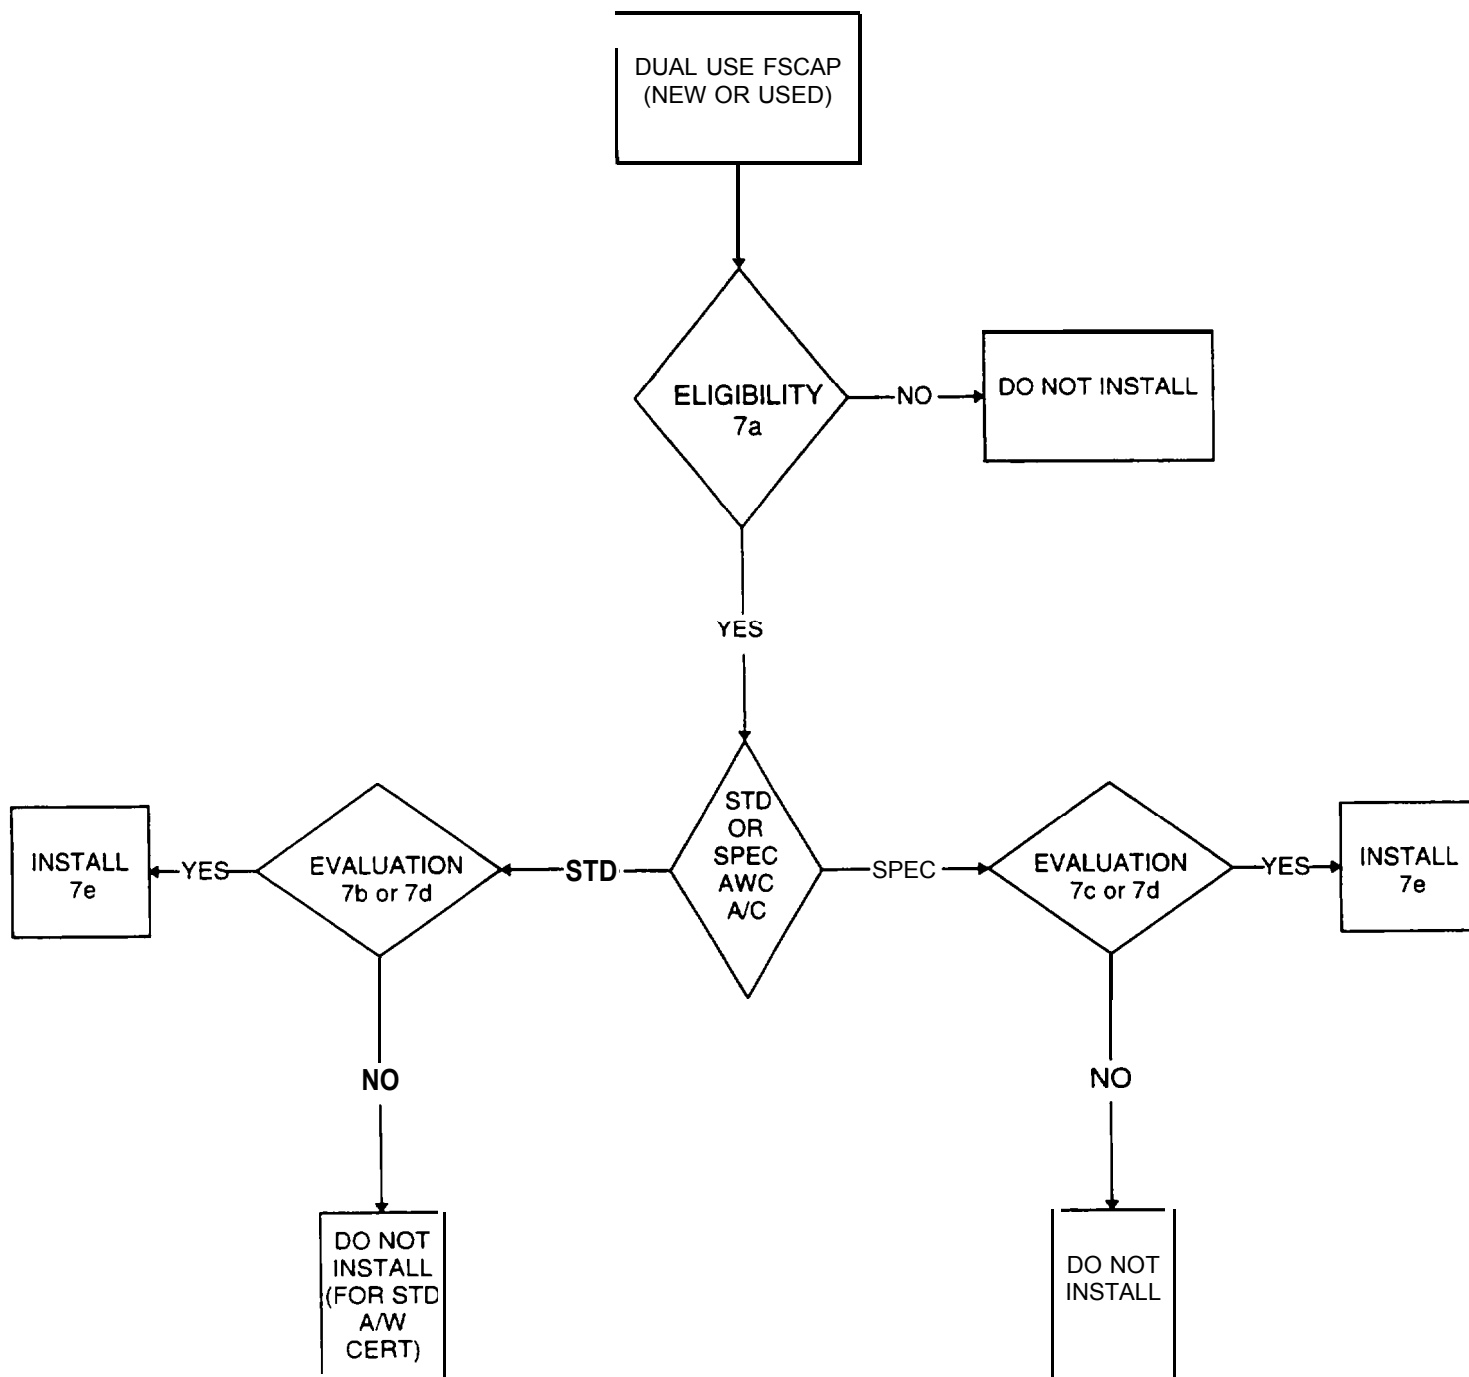 DUAL USE FSCAP
(NEW OR USED)
ELIGIBILITY
7a
NO
DO NOT INSTALL
YES
STD
OR
SPEC
AWC
A/C
STD
EVALUATION
7b or 7d
YES
INSTALL
7e
NO
DO NOT
INSTALL
(FOR STD
A/W
CERT)
SPEC
EVALUATION
7c or 7d
YES
INSTALL
7e
NO
DO NOT
INSTALL